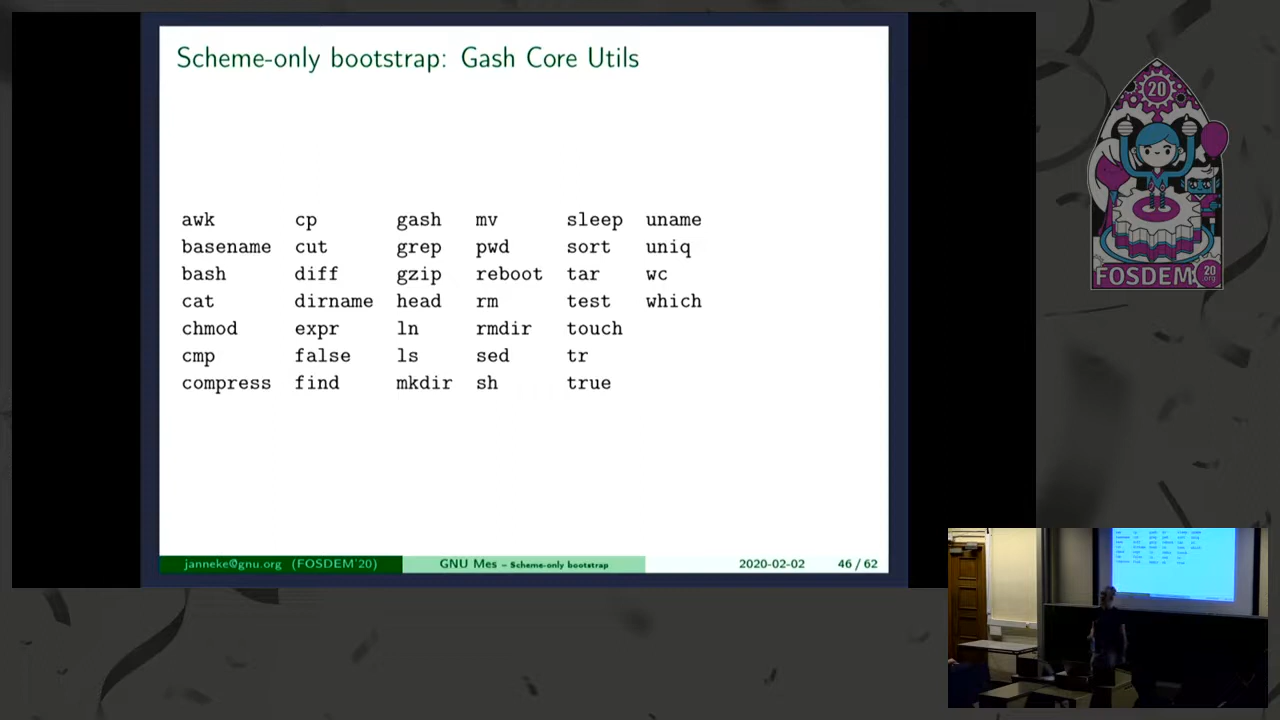 Scheme-only bootstrap: Gash Core Utils
awk cp gash mv sleep uname
basename cut grep pwd sort uniq
bash diff gzip reboot tar wc
cat dirname head rm test which
chmod expr ln rmdir touch
cmp false ls sed tr
compress find mkdir sh true
janneke@gnu.org (FOSDEM'20) GNU Mes – Scheme-only bootstrap 2020-02-02 46 / 62
20
FOSDEM 20
.org